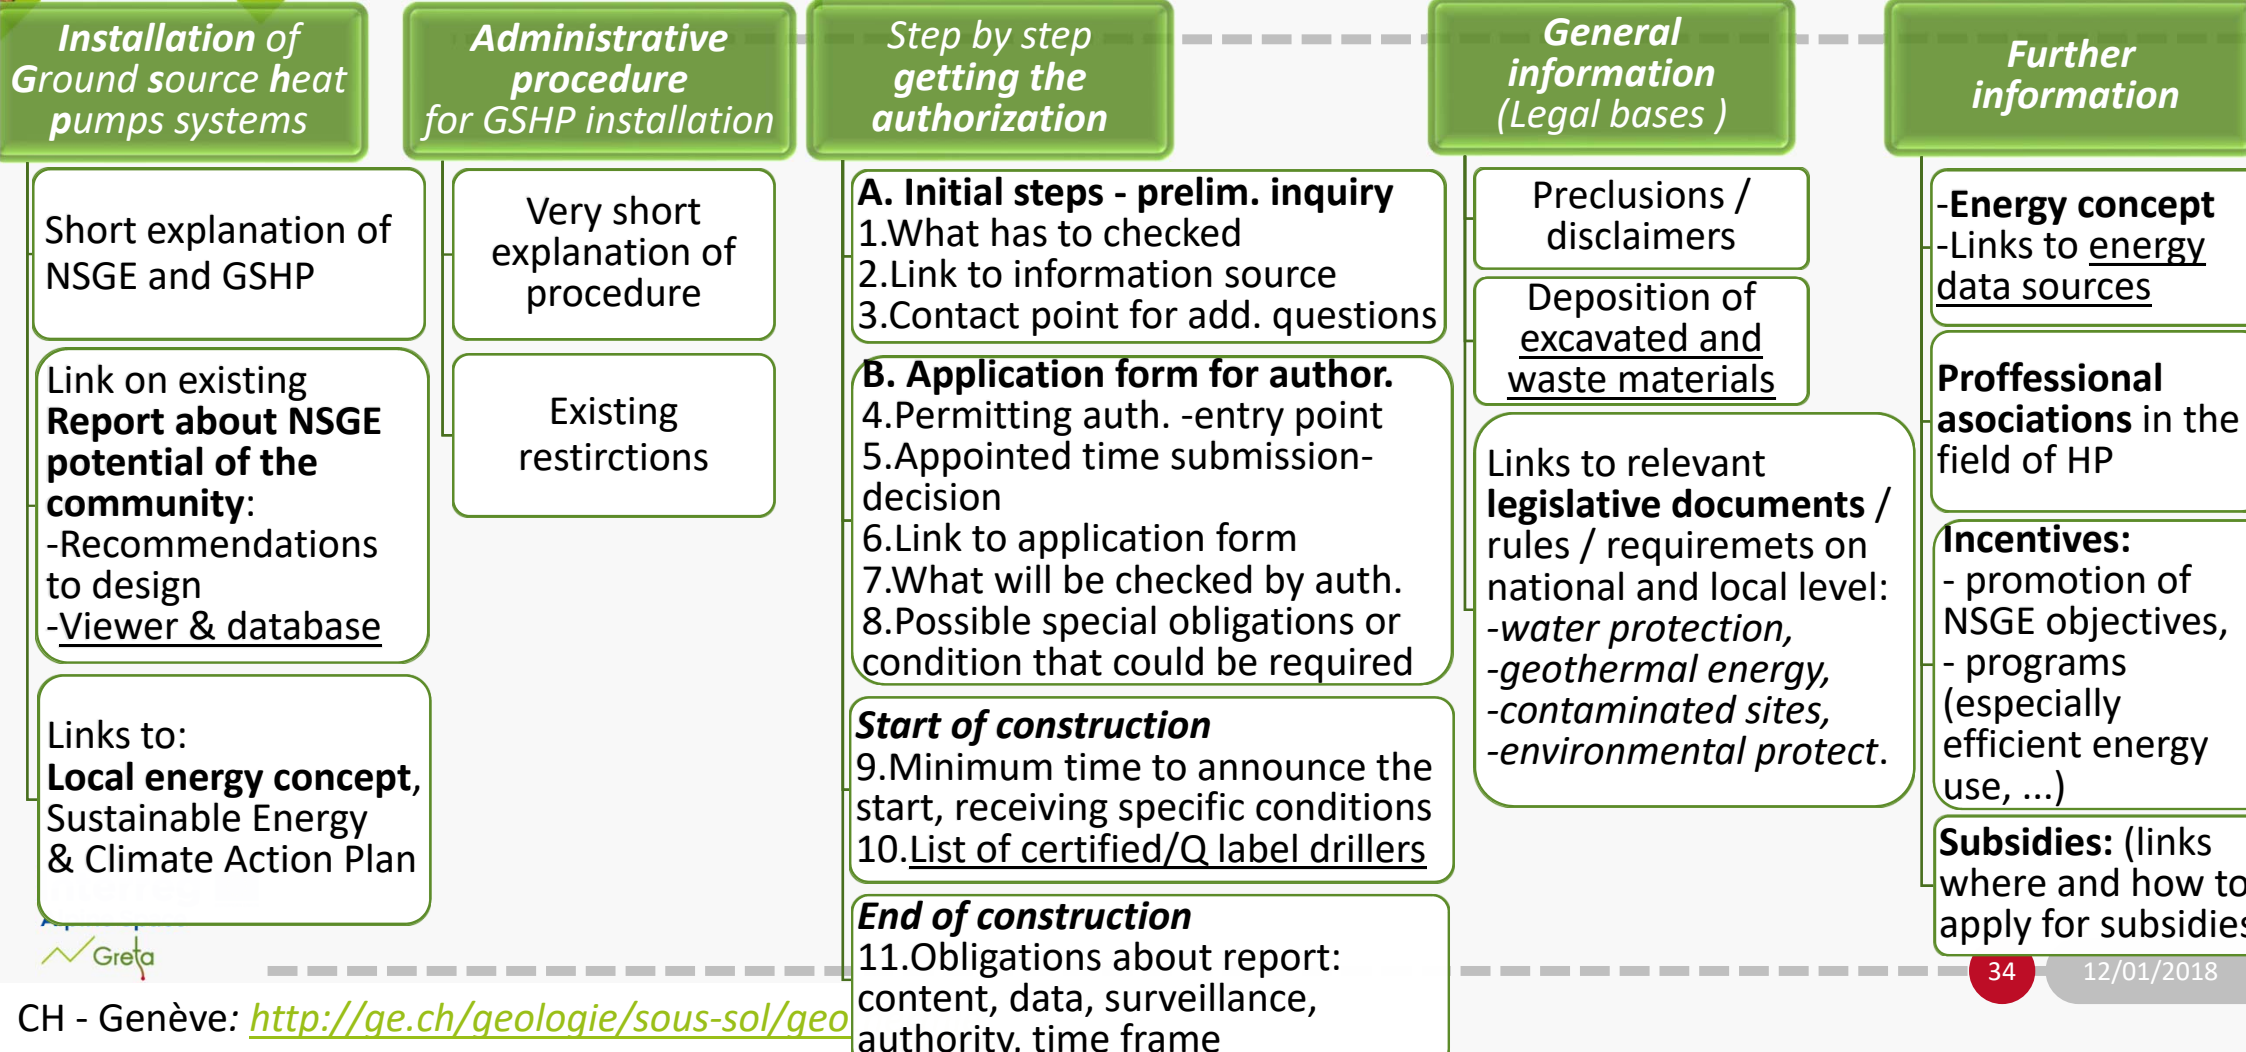 Installation of
Ground source heat
pumps systems
Short explanation of
NSGE and GSHP
Link on existing
Report about NSGE
potential of the
community:
-Recommendations
to design
-Viewer & database
Links to:
Local energy concept,
Sustainable Energy
& Climate Action Plan
Administrative
procedure
for GSHP installation
Very short
explanation of
procedure
Existing
restirctions
Step by step
getting the
authorization
A. Initial steps - prelim. inquiry
1.What has to checked
2.Link to information source
3.Contact point for add. questions
B. Application form for author.
4.Permitting auth. -entry point
5.Appointed time submission-
decision
6.Link to application form
7.What will be checked by auth.
8.Possible special obligations or
condition that could be required
Start of construction
9.Minimum time to announce the
start, receiving specific conditions
10.List of certified/Q label drillers
End of construction
11.Obligations about report:
content, data, surveillance,
authority, time frame
General
information
(Legal bases )
Preclusions /
disclaimers
Deposition of
excavated and
waste materials
Links to relevant
legislative documents /
rules / requiremets on
national and local level:
-water protection,
-geothermal energy,
-contaminated sites,
-environmental protect.
Further
information
-Energy concept
-Links to energy
data sources
Proffessional
asociations in the
field of HP
Incentives:
- promotion of
NSGE objectives,
- programs
(especially
efficient energy
use, ...)
Subsidies: (links
where and how to
apply for subsidies
Greta
34
12/01/2018
CH - Genève: http://ge.ch/geologie/sous-sol/geo